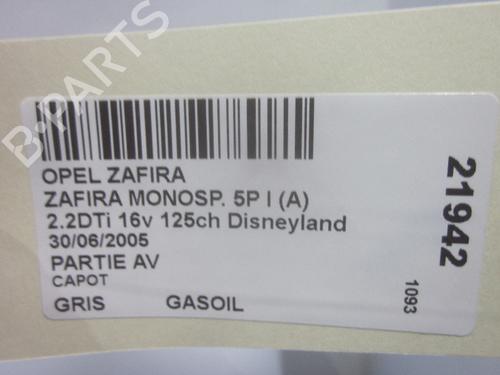 B-PARTS
OPEL ZAFIRA
ZAFIRA MONOSP. 5P I (A)
2.2DTi 16v 125ch Disneyland
30/06/2005
PARTIE AV
CAPOT
GRIS GASOIL
21942
1093